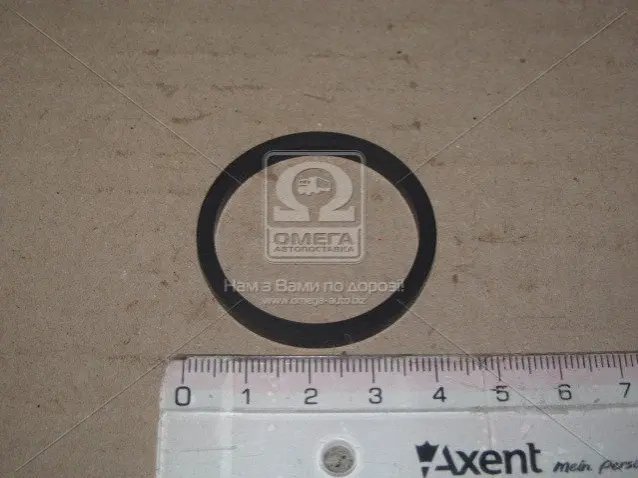 ОМЕГА
АВТОПОСТАВКА
Нам з Вами по дорозі!
www.omega-auto.biz
0 1 2 3 4 5 6 7
Axent
mein